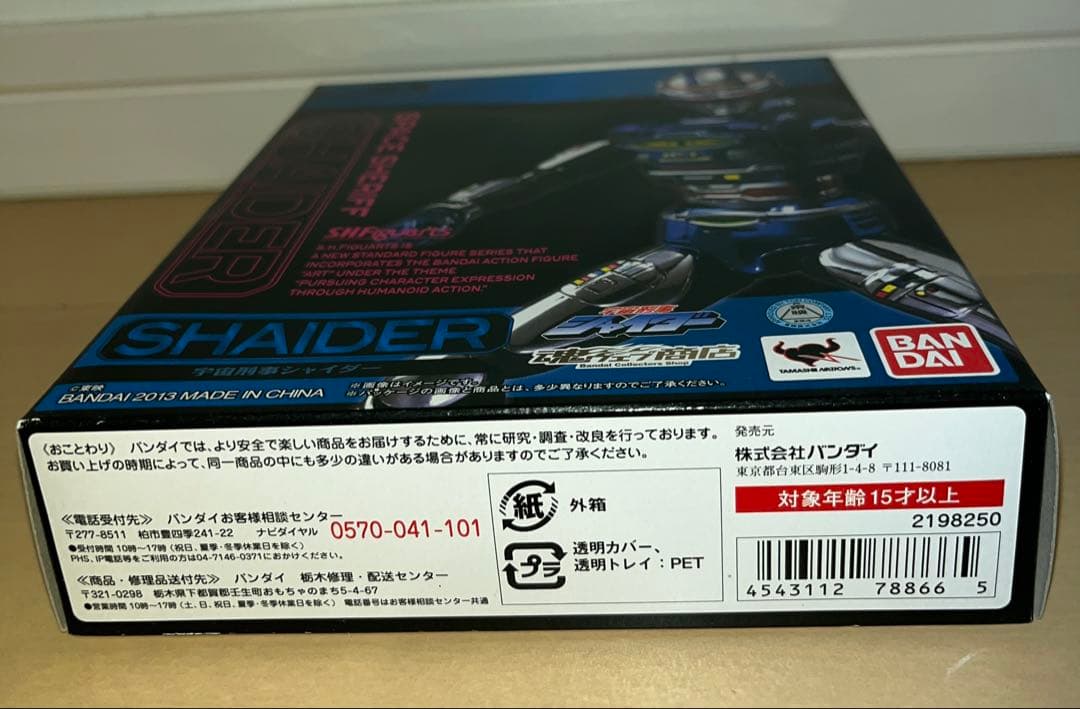 SPACE SHERIFF
SHAIDER
S.H.Figuarts
S.H.FIGUARTS IS
A NEW STANDARD FIGURE SERIES THAT
INCORPORATES THE BANDAI ACTION FIGURE
"ART" UNDER THE THEME
"PURSUING CHARACTER EXPRESSION
THROUGH HUMANOID ACTION."
SHAIDER
宇宙刑事シャイダー
宇宙刑事
シャイダー
魂ウェブ商店
Bandai Collectors Shop
TAMASHII NATIONS
BAN
DAI
©東映
BANDAI 2013 MADE IN CHINA
※画像はイメージです。
※パッケージの画像と商品とは、多少異なりますのでご了承ください。
〈おことわり〉 バンダイでは、より安全で楽しい商品をお届けするために、常に研究・調査・改良を行っております。
お買い上げの時期によって、同一商品の中にも多少の違いがある場合がありますのでご了承ください。
≪電話受付先≫ バンダイお客様相談センター
〒277-8511 柏市豊四季241-22 ナビダイヤル 0570-041-101
●受付時間 10時〜17時(祝日、夏季・冬季休業日を除く)
PHS、IP電話等をご利用の方は04-7146-0371におかけください。
≪商品・修理品送付先≫ バンダイ 栃木修理・配送センター
〒321-0298 栃木県下都賀郡壬生町おもちゃのまち5-4-67
●営業時間 10時〜17時(土、日、祝日、夏季・冬季休業日を除く) 電話番号はお客様相談センター共通
紙 外箱
プラ 透明カバー、
透明トレイ:PET
発売元
株式会社バンダイ
東京都台東区駒形1-4-8 〒111-8081
対象年齢15才以上
2198250
4543112 78866 5